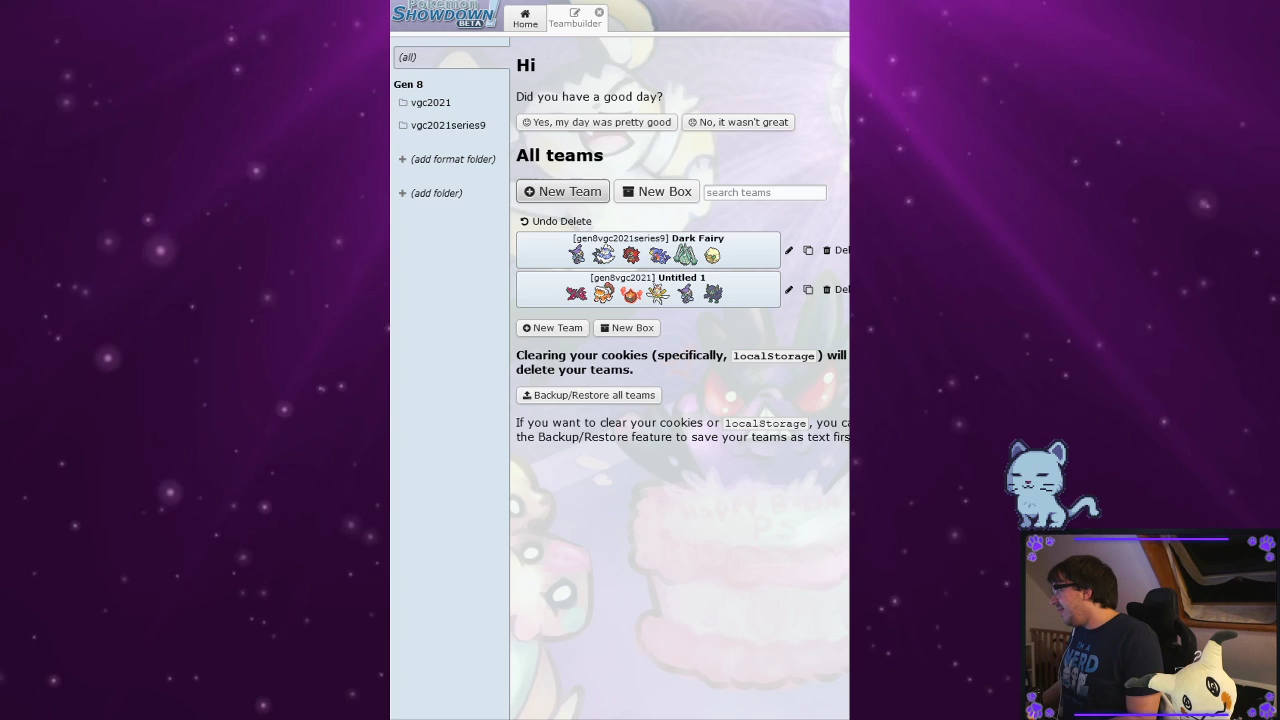 Pokémon
SHOWDOWN
BETA
Home
Teambuilder
(all)
Gen 8
vgc2021
vgc2021series9
(add format folder)
(add folder)
Hi
Did you have a good day?
Yes, my day was pretty good No, it wasn't great
All teams
New Team New Box search teams
Undo Delete
[gen8vgc2021series9] Dark Fairy
Del
[gen8vgc2021] Untitled 1
Del
New Team New Box
Clearing your cookies (specifically, localStorage) will
delete your teams.
Backup/Restore all teams
If you want to clear your cookies or localStorage, you ca
the Backup/Restore feature to save your teams as text firs
I'M A
NERD